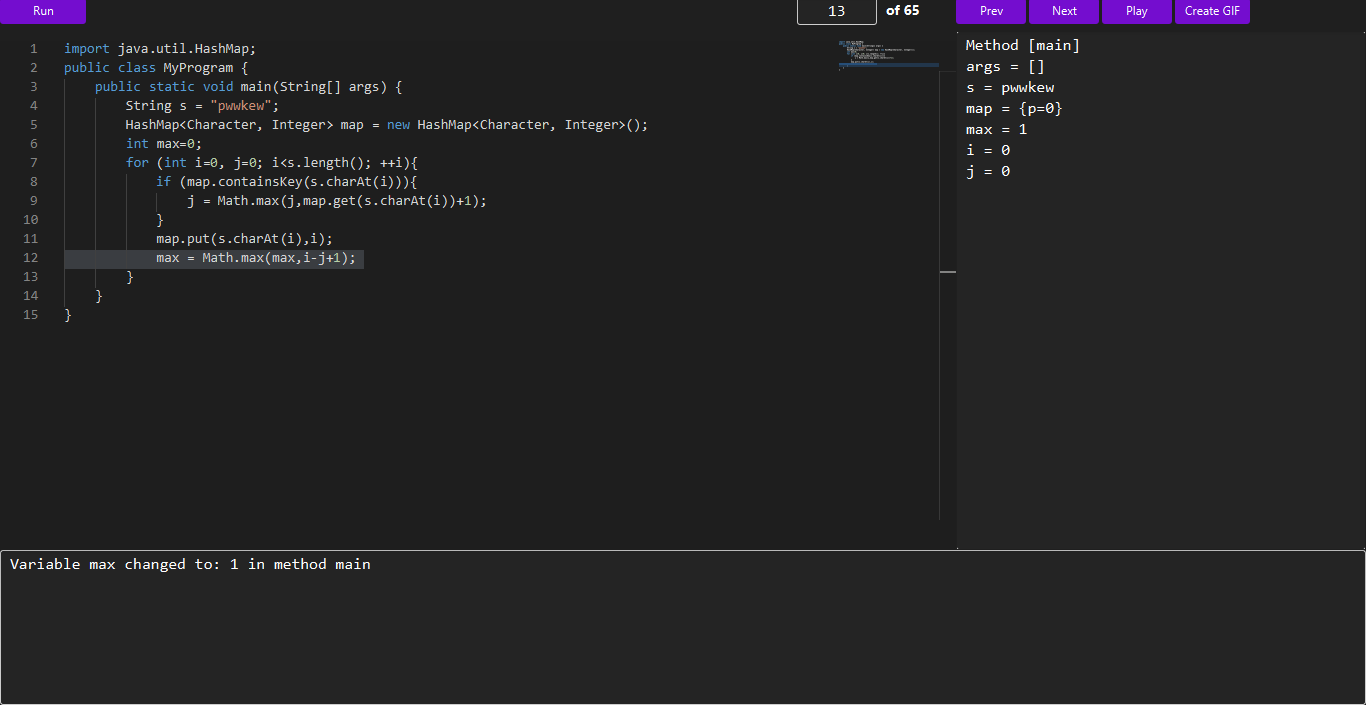 Run
13 of 65
Prev Next Play Create GIF
1 import java.util.HashMap;
2 public class MyProgram {
3 public static void main(String[] args) {
4 String s = "pwwkew";
5 HashMap<Character, Integer> map = new HashMap<Character, Integer>();
6 int max=0;
7 for (int i=0, j=0; i<s.length(); ++i){
8 if (map.containsKey(s.charAt(i))){
9 j = Math.max(j,map.get(s.charAt(i))+1);
10 }
11 map.put(s.charAt(i),i);
12 max = Math.max(max,i-j+1);
13 }
14 }
15 }
Method [main]
args = []
s = pwwkew
map = {p=0}
max = 1
i = 0
j = 0
Variable max changed to: 1 in method main